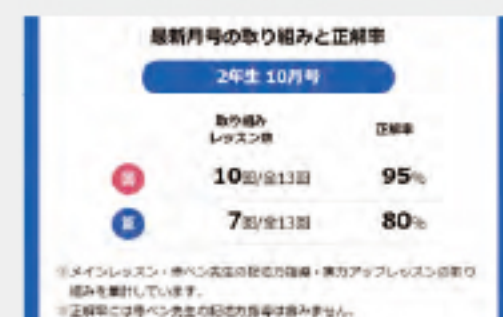 最新月号の取り組みと正解率
2年生 10月号
取り組み
レッスン数
正解率
国
10回/全13回
95%
算
7回/全13回
80%
※メインレッスン・赤ペン先生の記述力指導・実力アップレッスンの取り
組みを集計しています。
※正解率には赤ペン先生の記述力指導は含みません。